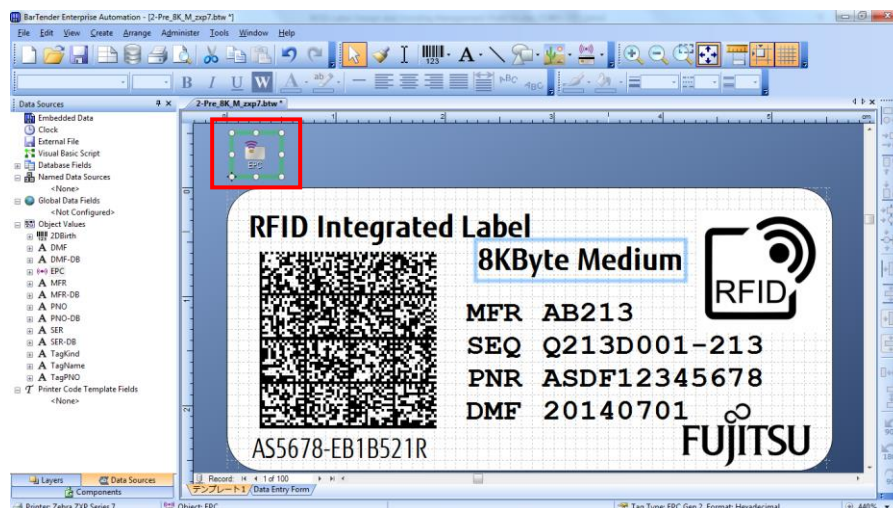 BarTender Enterprise Automation - [2-Pre_8K_M_zxp7.btw *]
File Edit View Create Arrange Administer Tools Window Help
Data Sources
2-Pre_8K_M_zxp7.btw *
Embedded Data
Clock
External File
Visual Basic Script
Database Fields
Named Data Sources
<None>
Global Data Fields
<Not Configured>
Object Values
2DBirth
DMF
DMF-DB
EPC
MFR
MFR-DB
PNO
PNO-DB
SER
SER-DB
TagKind
TagName
TagPNO
Printer Code Template Fields
<None>
EPC
RFID Integrated Label
8KByte Medium
RFID
MFR AB213
SEQ Q213D001-213
PNR ASDF12345678
DMF 20140701
AS5678-EB1B521R
FUJITSU
Layers Data Sources
Components
Record: 1 of 100
テンプレート1 Data Entry Form
Printer: Zebra ZXP Series 7 Object: EPC Tag Type: EPC Gen 2, Format: Hexadecimal 440%